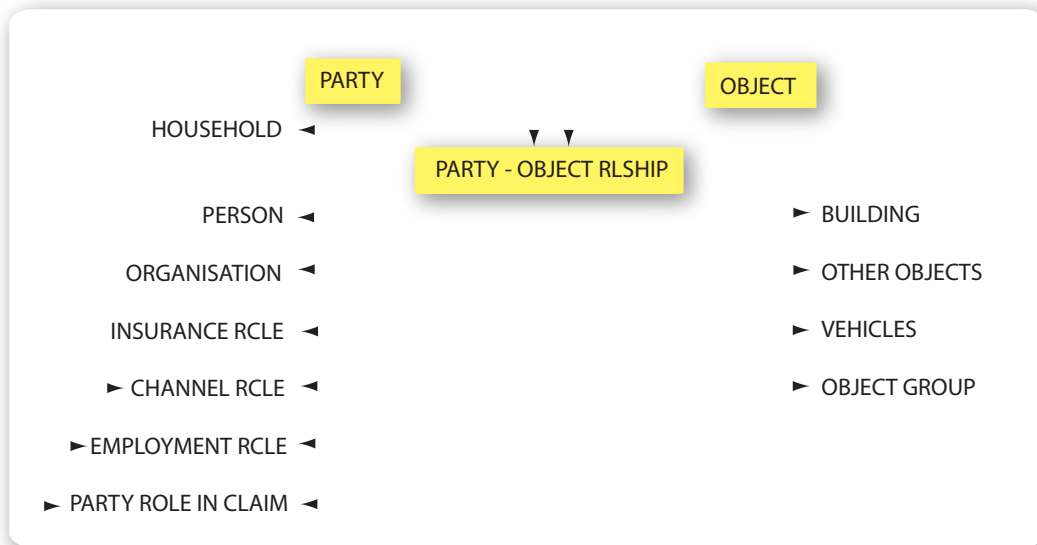 PARTY
OBJECT
HOUSEHOLD
PARTY - OBJECT RLSHIP
PERSON
BUILDING
ORGANISATION
OTHER OBJECTS
INSURANCE RCLE
VEHICLES
CHANNEL RCLE
OBJECT GROUP
EMPLOYMENT RCLE
PARTY ROLE IN CLAIM